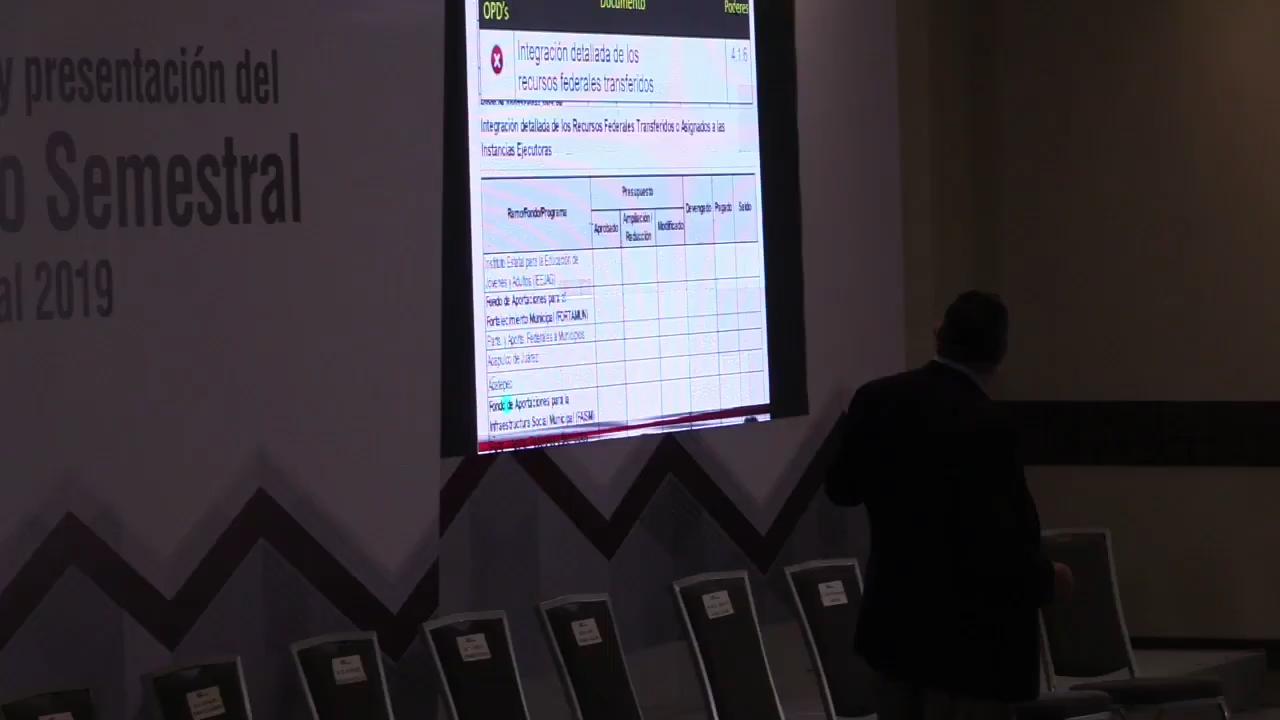 y presentación del
o Semestral
al 2019
OPD's
Documento
Poderes
Integración detallada de los
recursos federales transferidos
4.1.6
Integración detallada de los Recursos Federales Transferidos o Asignados a las
Instancias Ejecutoras
Ramo/Fondo/Programa
Presupuesto
Aprobado
Ampliación/
Reducción
Modificado
Devengado
Pagado
Saldo
Instituto Estatal para la Educación de
Jóvenes y Adultos (IEEJAG)
Fondo de Aportaciones para el
Fortalecimiento Municipal (FORTAMUN)
Parts. y Aports. Federales a Municipios
Acapulco de Juárez
Acatepec
Fondo de Aportaciones para la
Infraestructura Social Municipal (FAISM)